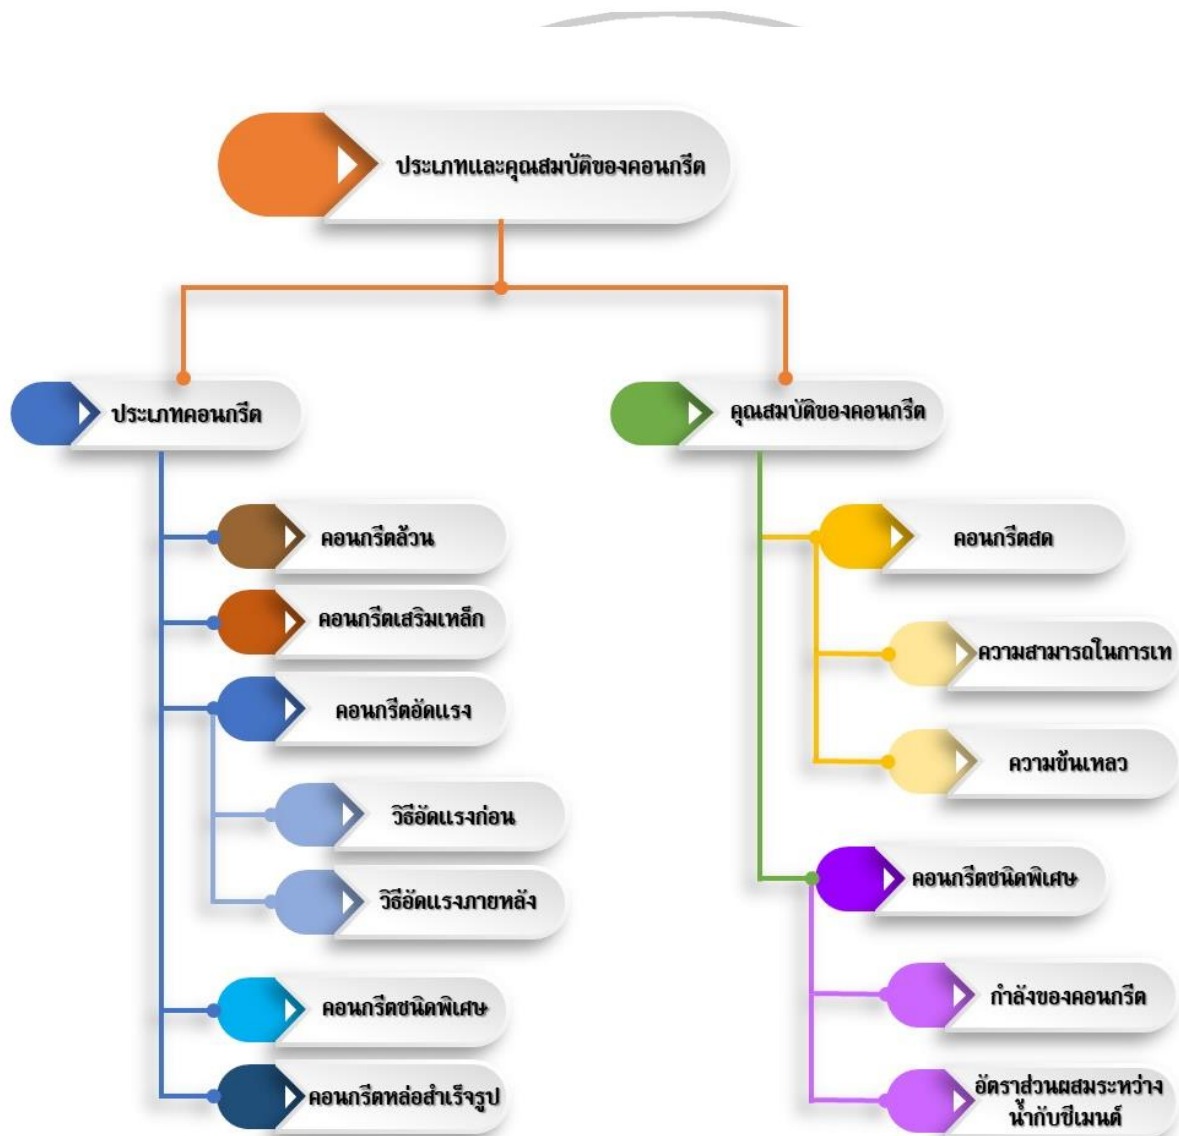 ประเภทและคุณสมบัติของคอนกรีต
ประเภทคอนกรีต
คอนกรีตล้วน
คอนกรีตเสริมเหล็ก
คอนกรีตอัดแรง
วิธีอัดแรงก่อน
วิธีอัดแรงภายหลัง
คอนกรีตชนิดพิเศษ
คอนกรีตหล่อสำเร็จรูป
คุณสมบัติของคอนกรีต
คอนกรีตสด
ความสามารถในการเท
ความข้นเหลว
คอนกรีตชนิดพิเศษ
กำลังของคอนกรีต
อัตราส่วนผสมระหว่าง
น้ำกับซีเมนต์